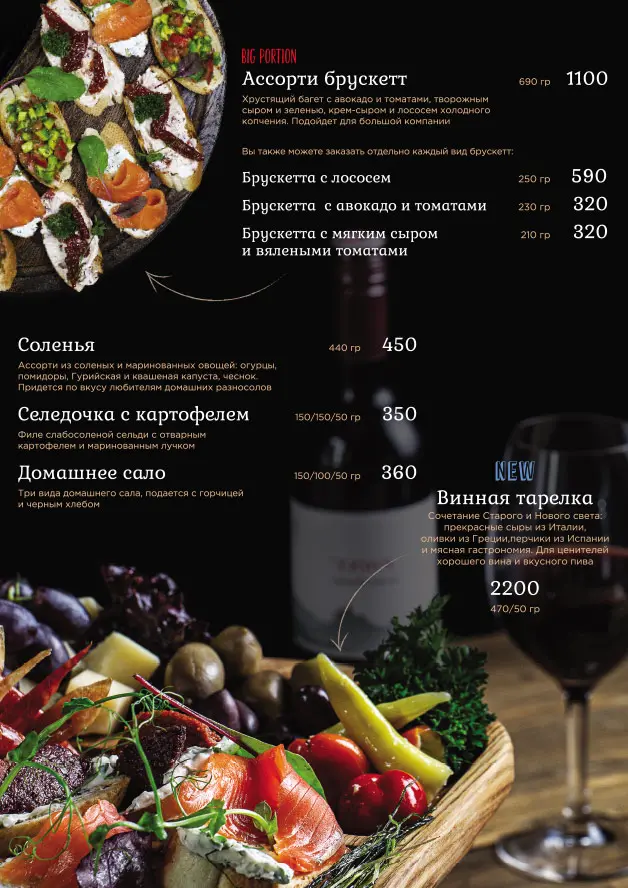 BIG PORTION
Ассорти брускетт 690 гр 1100
Хрустящий багет с авокадо и томатами, творожным
сыром и зеленью, крем-сыром и лососем холодного
копчения. Подойдет для большой компании
Вы также можете заказать отдельно каждый вид брускетт:
Брускетта с лососем 250 гр 590
Брускетта с авокадо и томатами 230 гр 320
Брускетта с мягким сыром 210 гр 320
и вялеными томатами
Соленья 440 гр 450
Ассорти из соленых и маринованных овощей: огурцы,
помидоры, Гурийская и квашеная капуста, чеснок.
Придется по вкусу любителям домашних разносолов
Селедочка с картофелем 150/150/50 гр 350
Филе слабосоленой сельди с отварным
картофелем и маринованным лучком
Домашнее сало 150/100/50 гр 360
Три вида домашнего сала, подается с горчицей
и черным хлебом
NEW
Винная тарелка
Сочетание Старого и Нового света:
прекрасные сыры из Италии,
оливки из Греции,перчики из Испании
и мясная гастрономия. Для ценителей
хорошего вина и вкусного пива
2200
470/50 гр